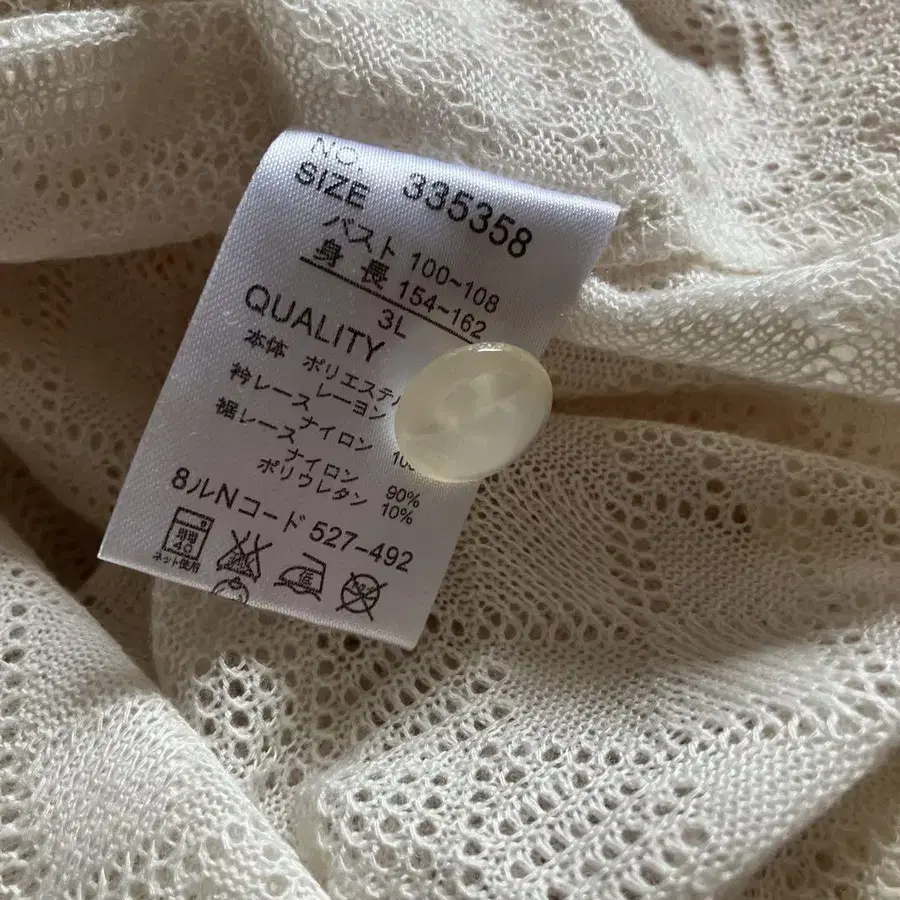 NO. 335358
SIZE
バスト 100~108
身長 154~162
3L
QUALITY
本体 ポリエステル
レーヨン
衿レース
ナイロン
裾レース
ナイロン 90%
ポリウレタン 10%
8ルNコード 527-492
40
ネット使用